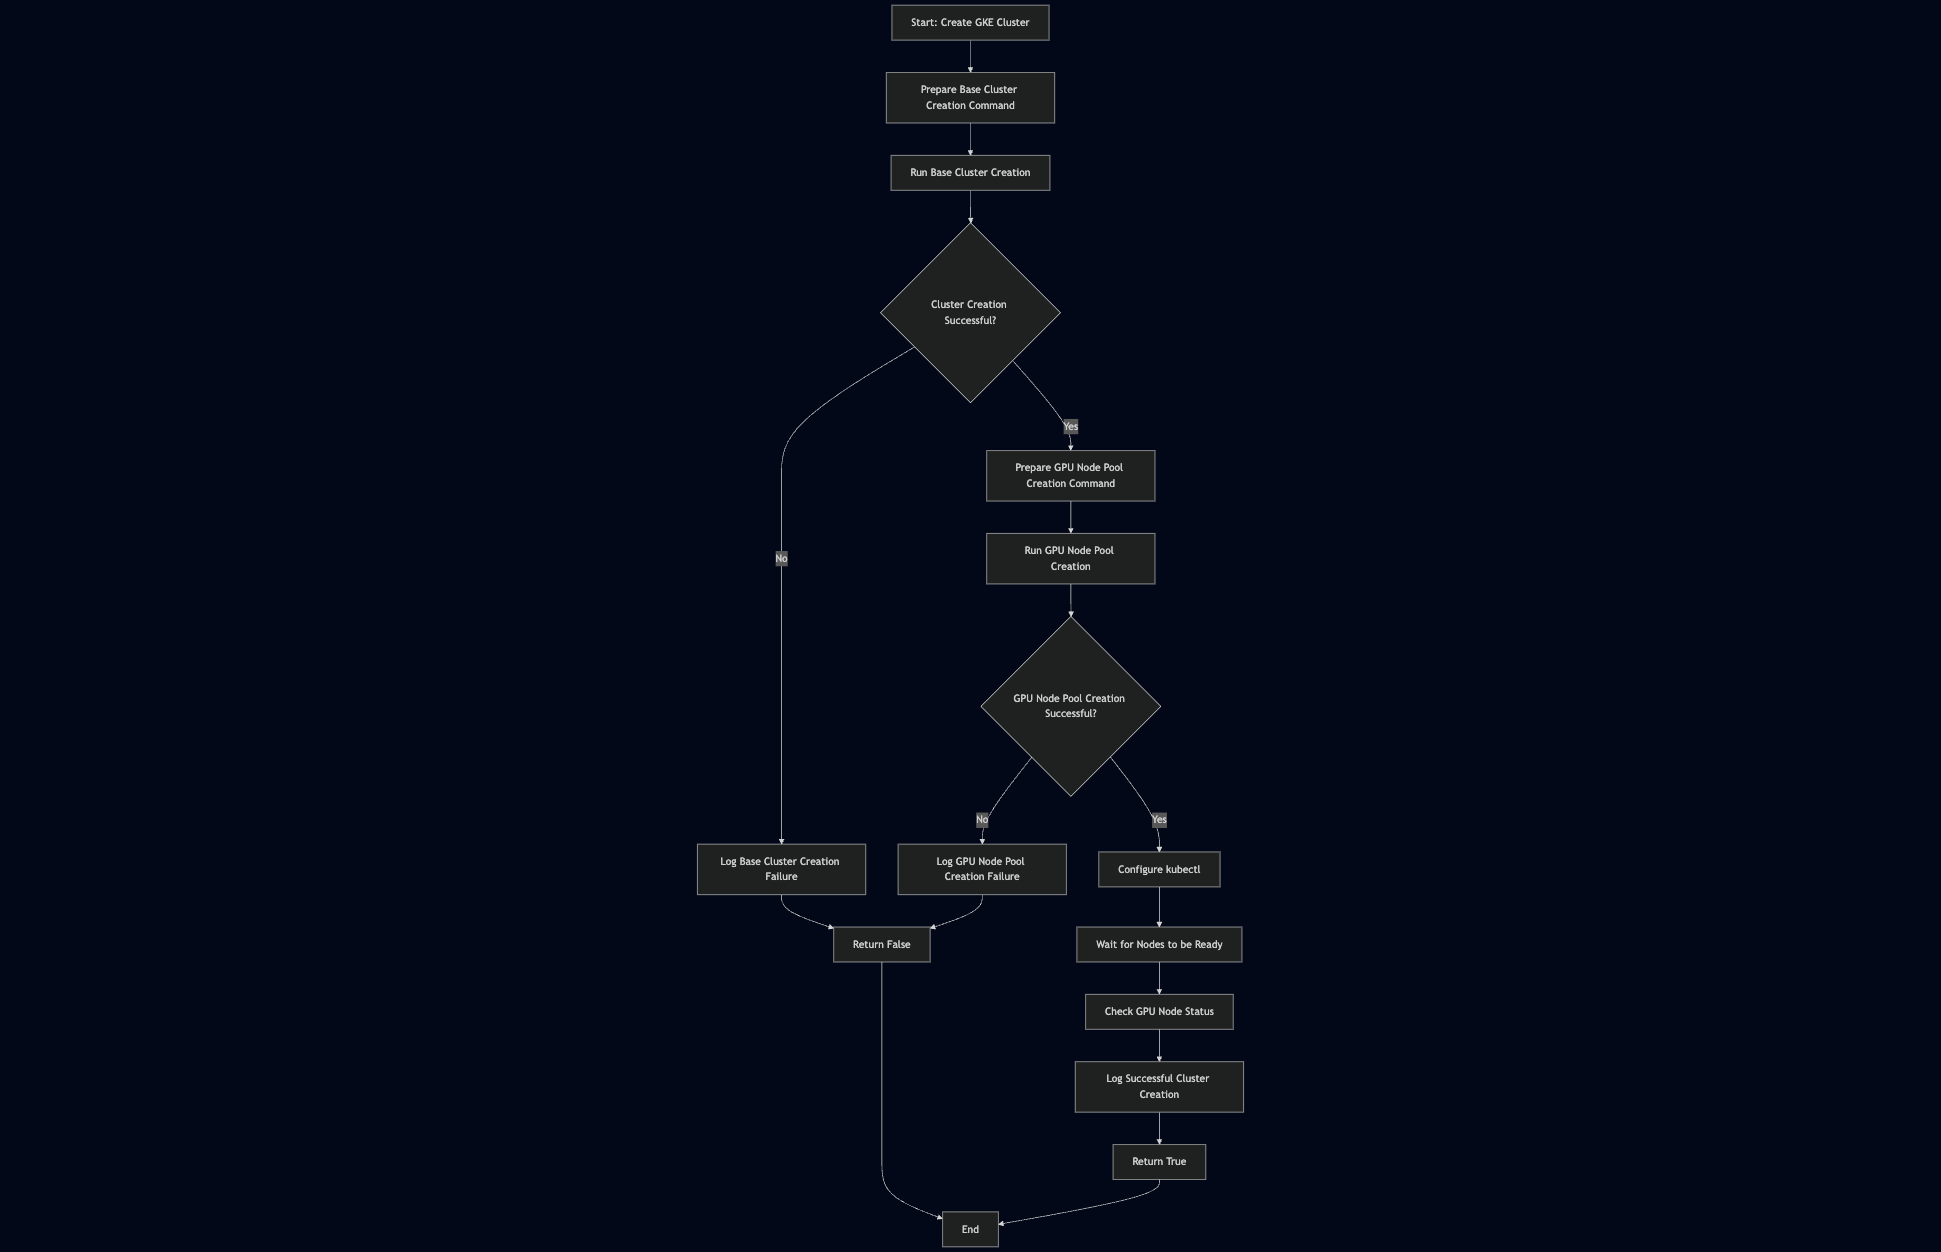 Start: Create GKE Cluster
Prepare Base Cluster
Creation Command
Run Base Cluster Creation
Cluster Creation
Successful?
Yes
Prepare GPU Node Pool
Creation Command
Run GPU Node Pool
Creation
No
GPU Node Pool Creation
Successful?
No
Yes
Log Base Cluster Creation
Failure
Log GPU Node Pool
Creation Failure
Configure kubectl
Return False
Wait for Nodes to be Ready
Check GPU Node Status
Log Successful Cluster
Creation
Return True
End